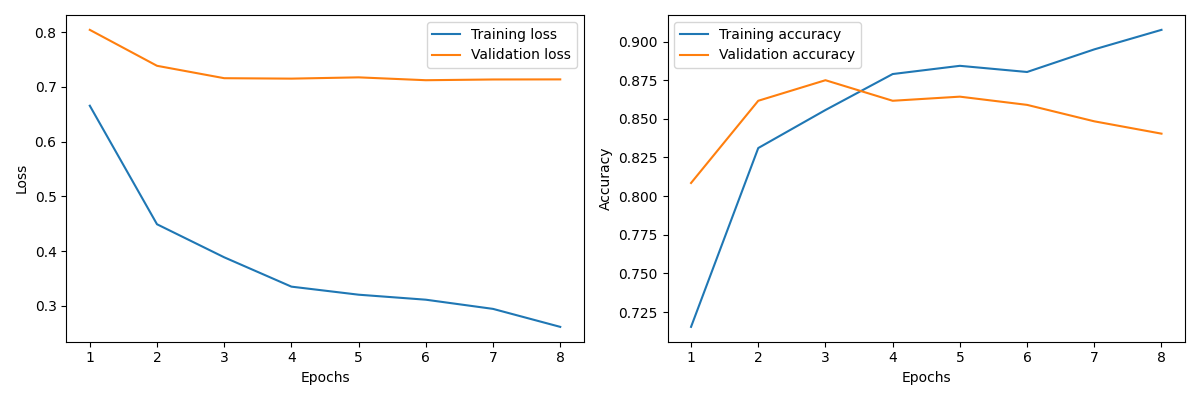 0.8
0.7
0.6
0.5
0.4
0.3
Loss
1 2 3 4 5 6 7 8
Epochs
Training loss
Validation loss
0.900
0.875
0.850
0.825
0.800
0.775
0.750
0.725
Accuracy
1 2 3 4 5 6 7 8
Epochs
Training accuracy
Validation accuracy